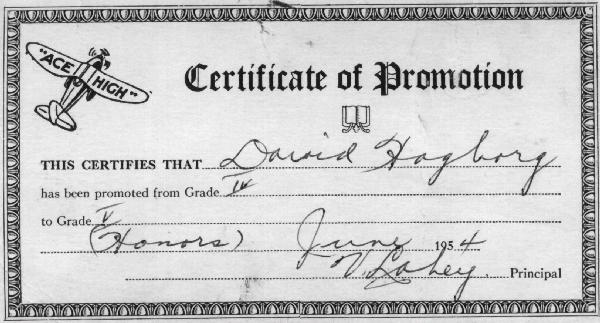 "ACE HIGH"
Certificate of Promotion
THIS CERTIFIES THAT David Hagborg
has been promoted from Grade IV
to Grade V
(Honors) June 1954
V. Lahey Principal